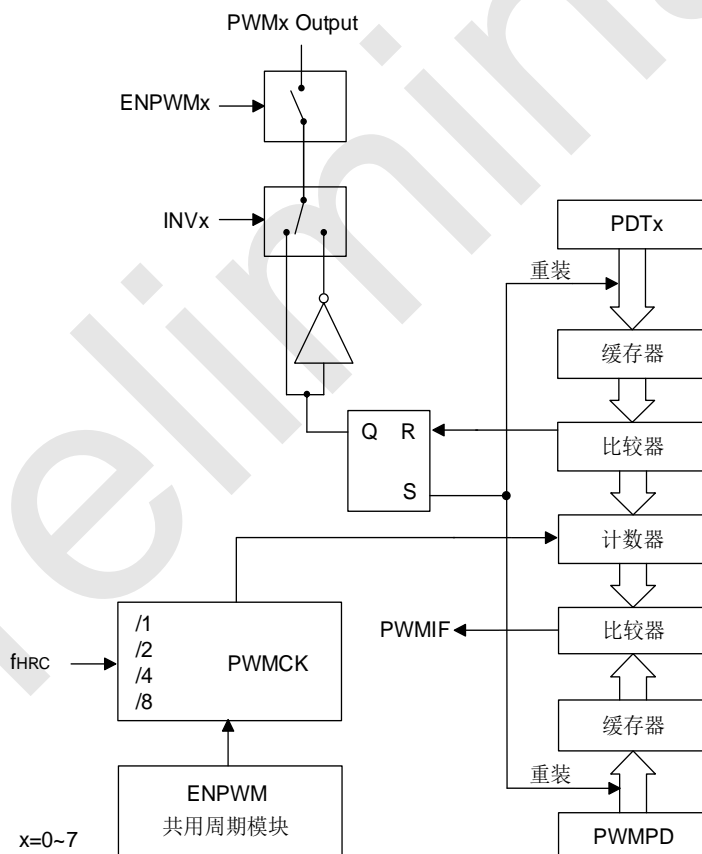 PWMx Output
ENPWMx
INVx
PDTx
重装
缓存器
Q R
比较器
S
计数器
/1
/2
/4
/8
PWMCK
fHRC
PWMIF
比较器
缓存器
重装
ENPWM
共用周期模块
PWMPD
x=0~7
elimin